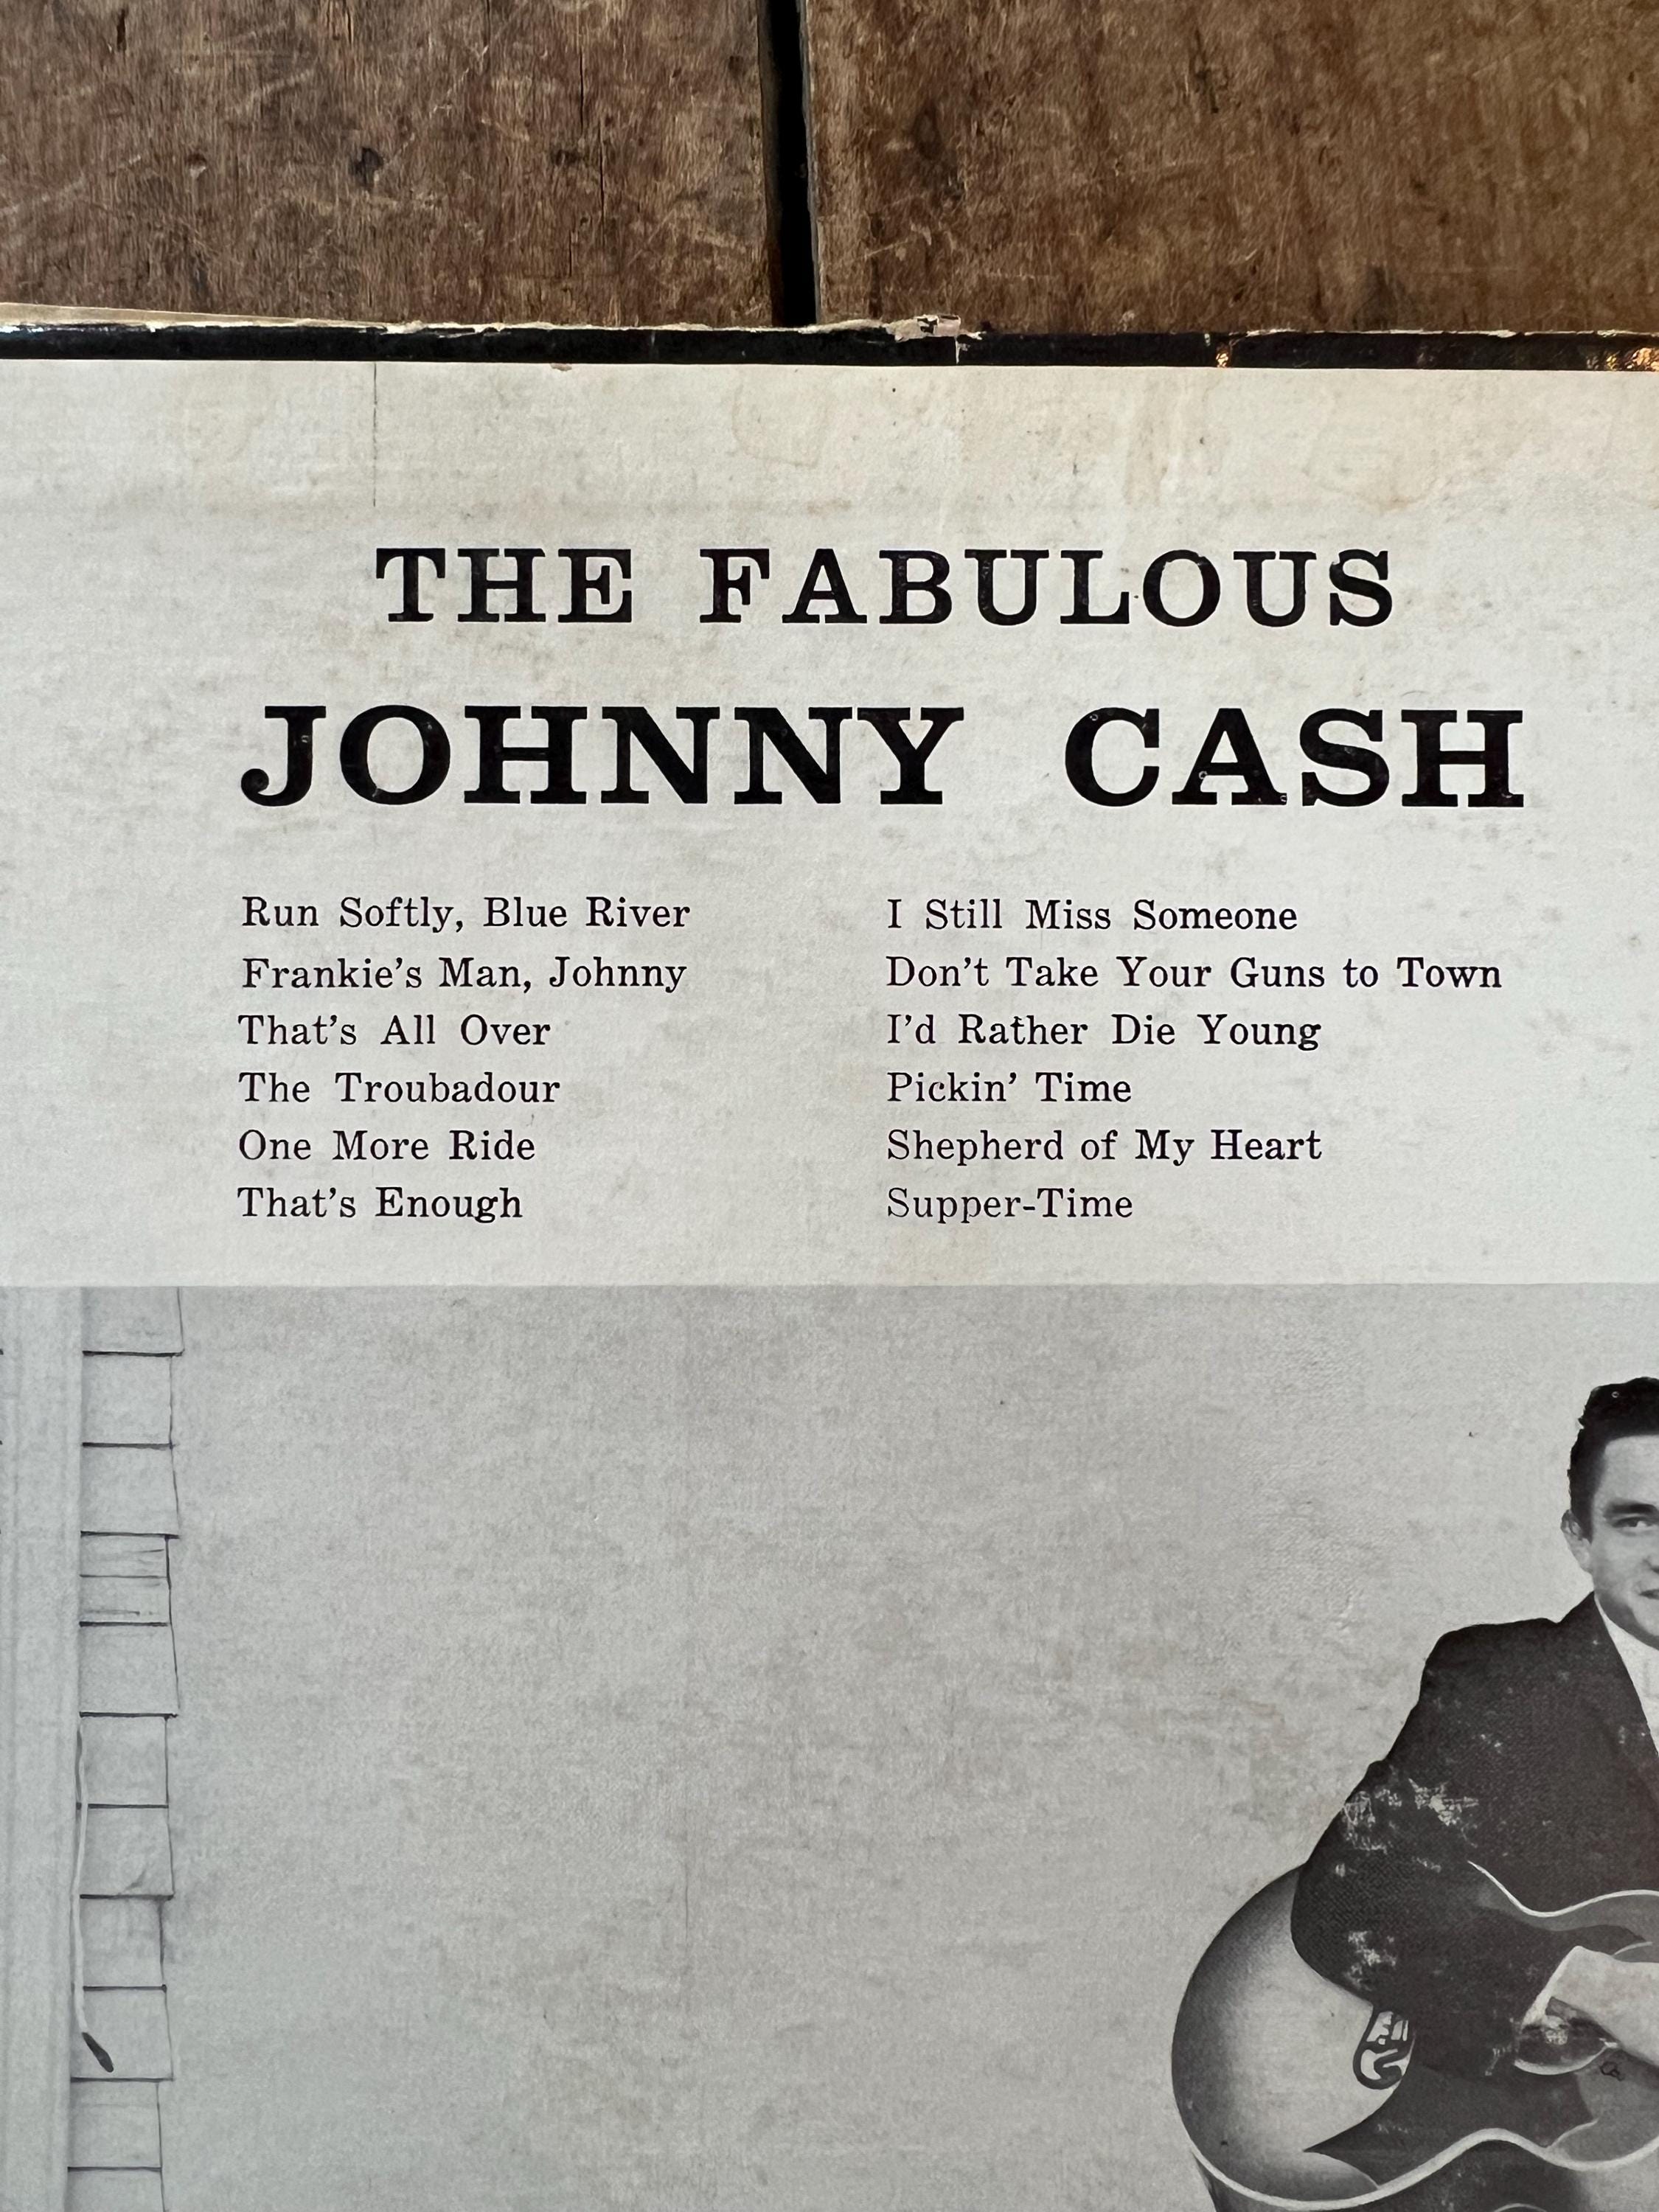 THE FABULOUS
JOHNNY CASH
Run Softly, Blue River
Frankie's Man, Johnny
That's All Over
The Troubadour
One More Ride
That's Enough
I Still Miss Someone
Don't Take Your Guns to Town
I'd Rather Die Young
Pickin' Time
Shepherd of My Heart
Supper-Time